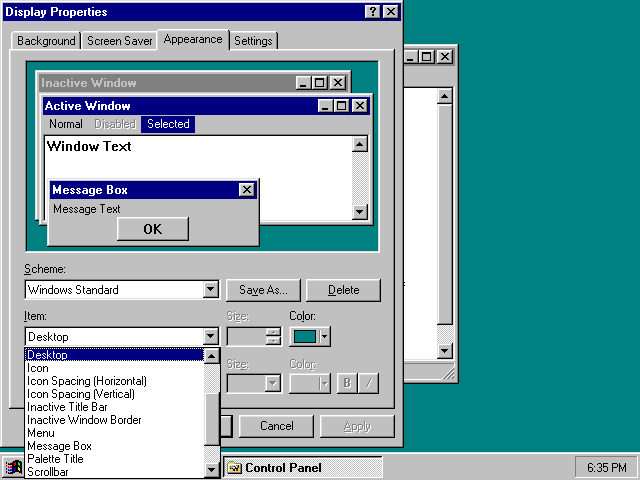 Display Properties
Background Screen Saver Appearance Settings
Inactive Window
Active Window
Normal Disabled Selected
Window Text
Message Box
Message Text
OK
Scheme:
Windows Standard Save As... Delete
Item: Size: Color:
Desktop
Desktop
Icon Size: Color:
Icon Spacing (Horizontal)
Icon Spacing (Vertical) B /
Inactive Title Bar
Inactive Window Border
Menu Cancel Apply
Message Box
Palette Title
Scrollbar
Control Panel 6:35 PM